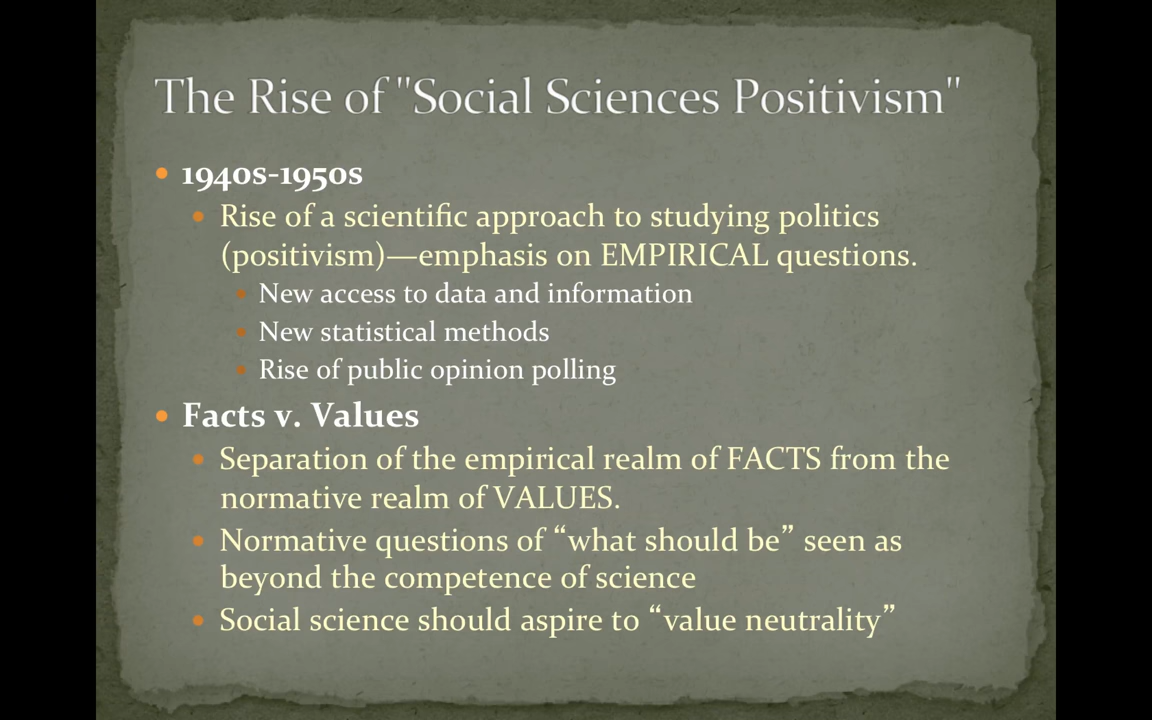 The Rise of "Social Sciences Positivism"
1940s-1950s
Rise of a scientific approach to studying politics
(positivism)—emphasis on EMPIRICAL questions.
New access to data and information
New statistical methods
Rise of public opinion polling
Facts v. Values
Separation of the empirical realm of FACTS from the
normative realm of VALUES.
Normative questions of “what should be” seen as
beyond the competence of science
Social science should aspire to “value neutrality”